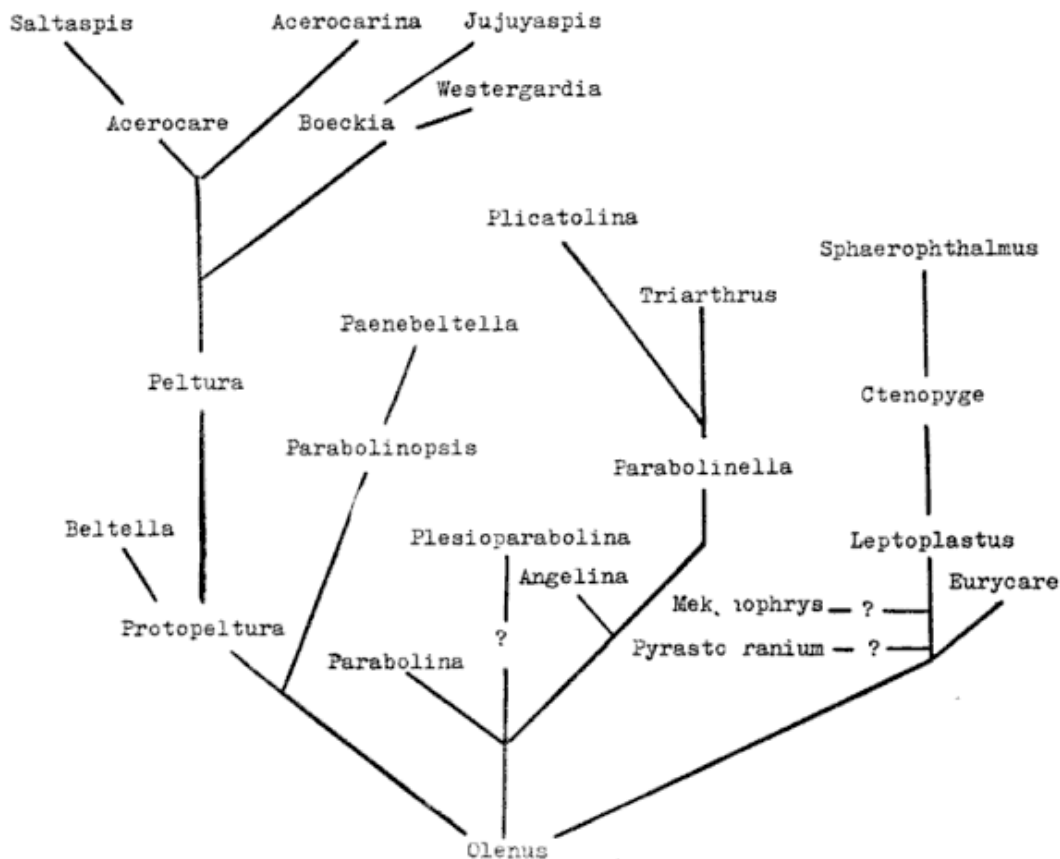 Saltaspis
Acerocarina
Jujuyaspis
Westergardia
Acerocare
Boeckia
Plicatolina
Sphaerophthalmus
Triarthrus
Paenebeltella
Peltura
Ctenopyge
Parabolinopsis
Parabolinella
Beltella
Plesioparabolina
Leptoplastus
Angelina
Eurycare
?
Protopeltura
?
Parabolina
?
Olenus